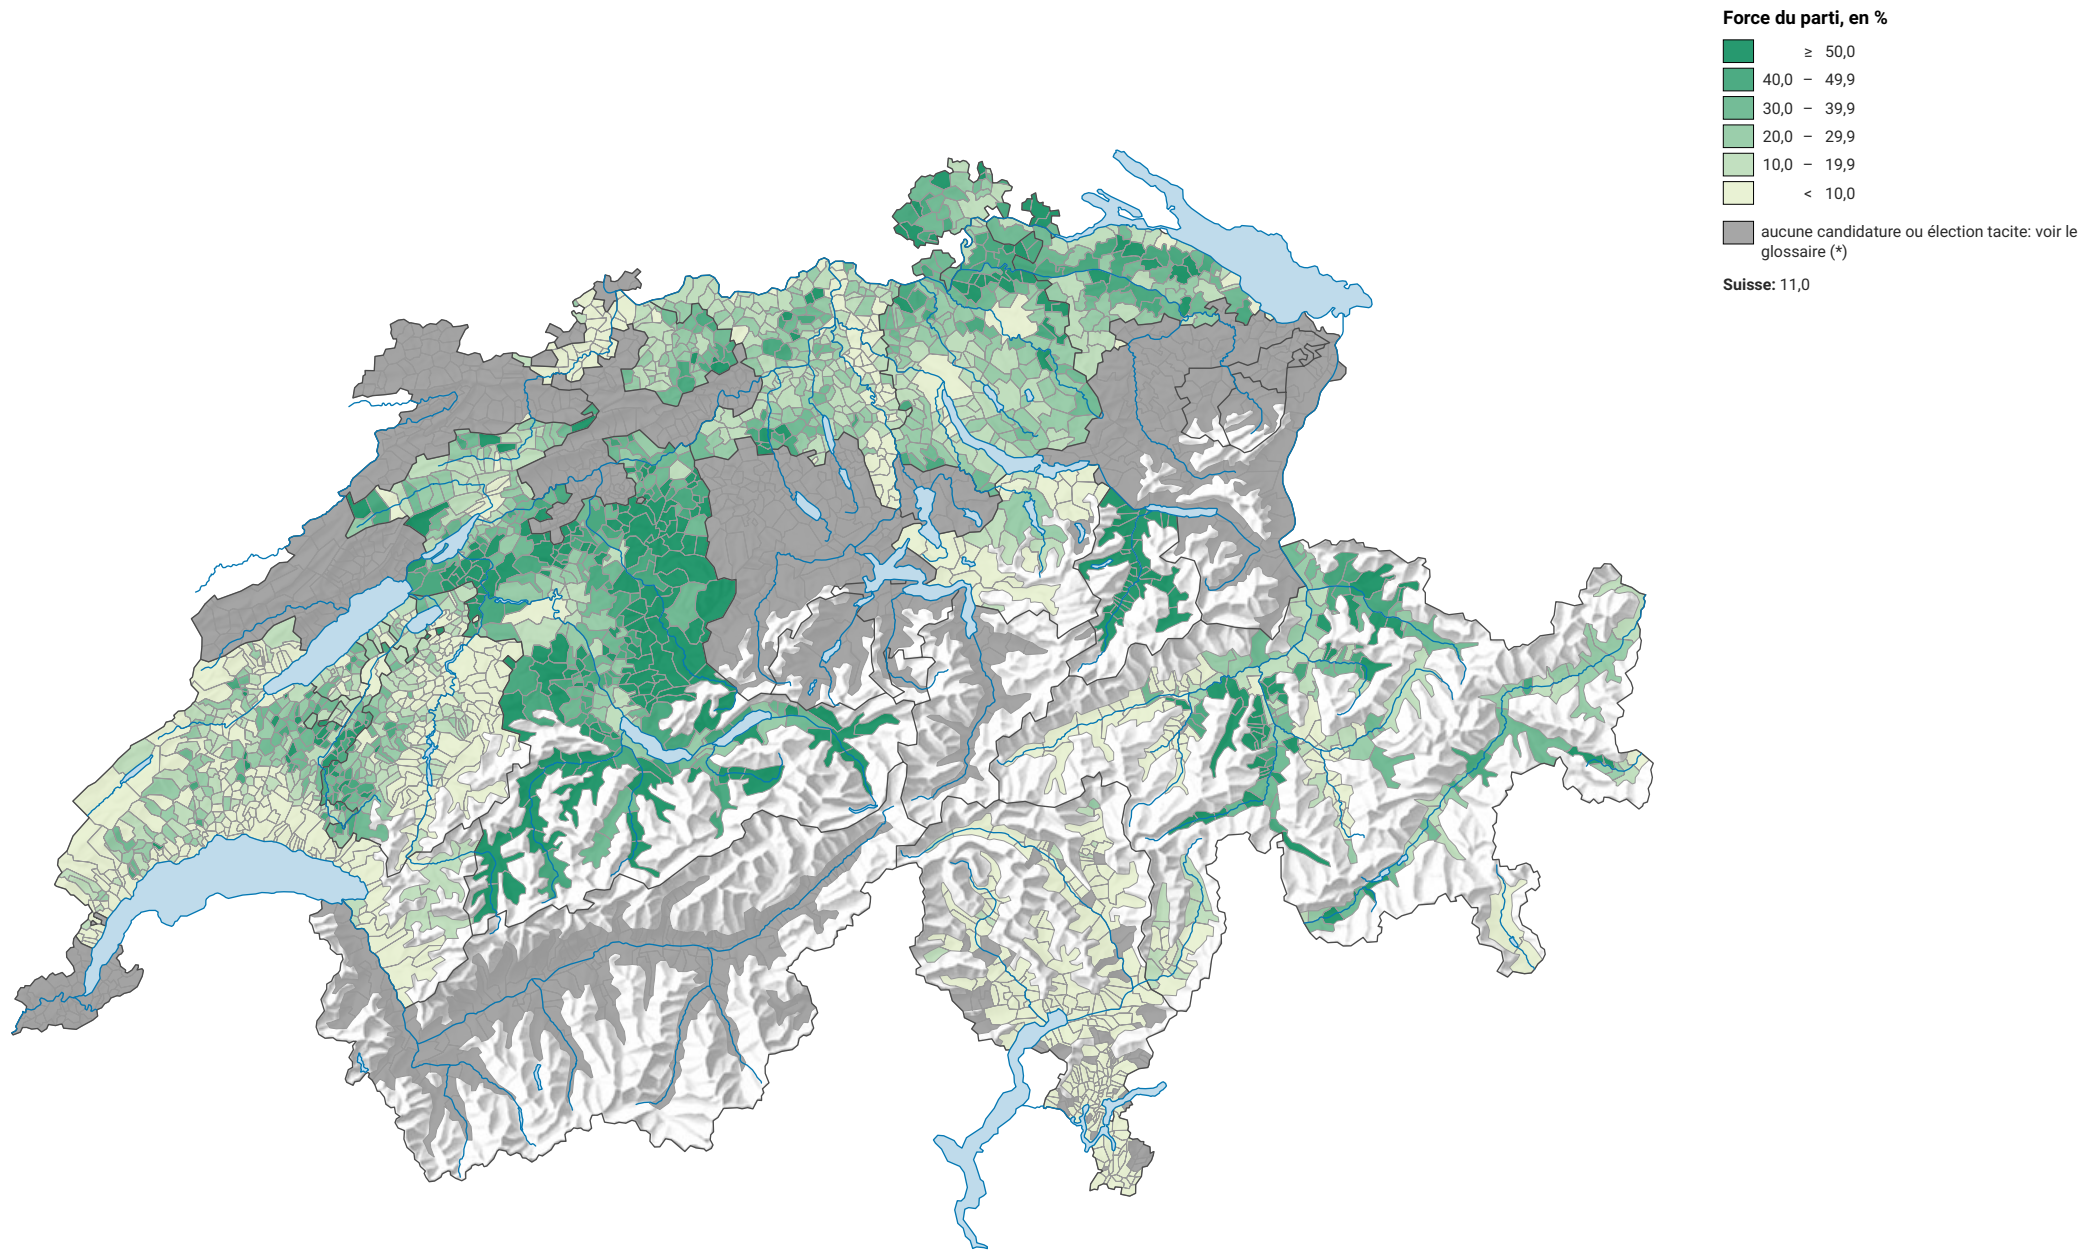 Force du parti, en %
≥ 50,0
40,0 – 49,9
30,0 – 39,9
20,0 – 29,9
10,0 – 19,9
< 10,0
aucune candidature ou élection tacite: voir le
glossaire (*)
Suisse: 11,0